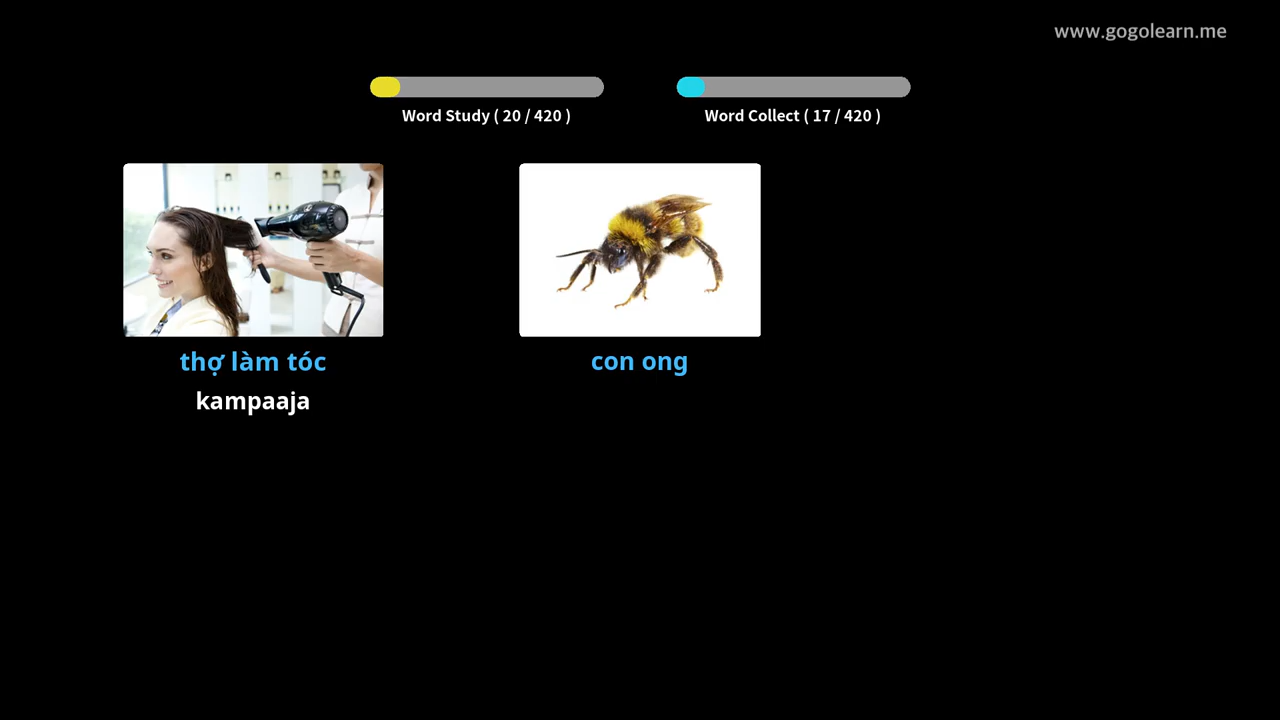 www.gogolearn.me
Word Study ( 20 / 420 )
Word Collect ( 17 / 420 )
thợ làm tóc
con ong
kampaaja